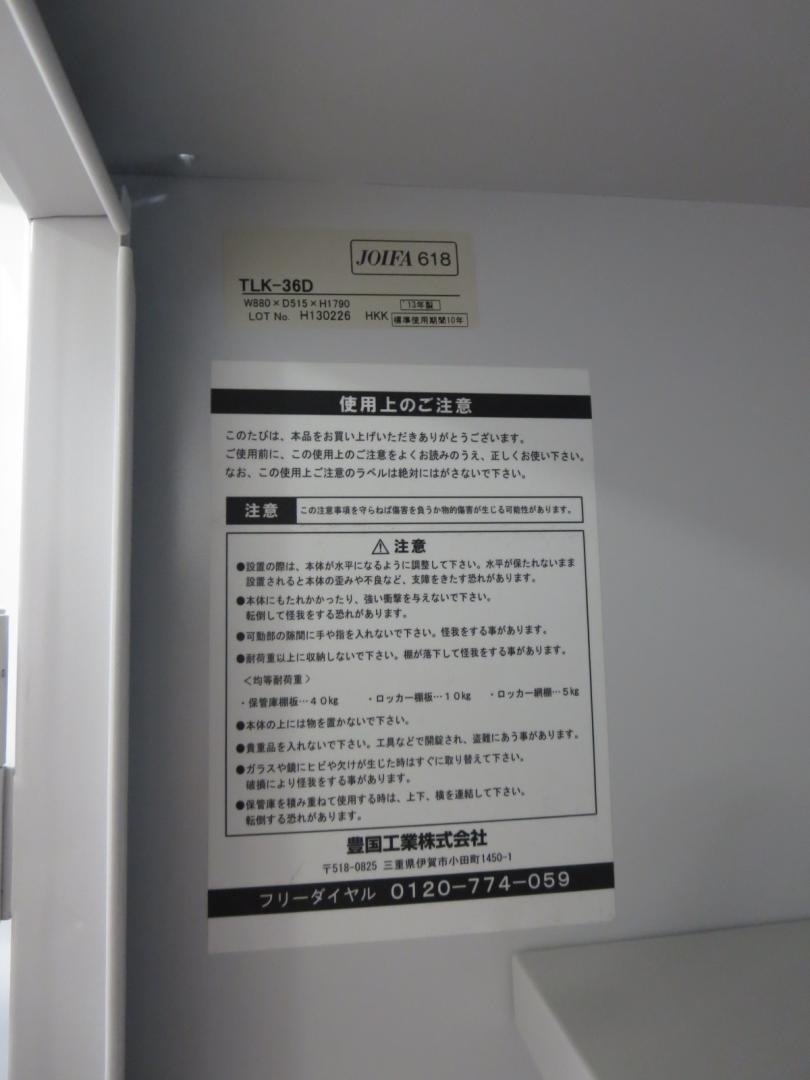 JOIFA 618
TLK-36D
W880×D515×H1790 '13年製
LOT No. H130226 HKK 標準使用期間10年
使用上のご注意
このたびは、本品をお買い上げいただきありがとうございます。
ご使用前に、この使用上のご注意をよくお読みのうえ、正しくお使い下さい。
なお、この使用上ご注意のラベルは絶対にはがさないで下さい。
注意 この注意事項を守らねば傷害を負うか物的傷害が生じる可能性があります。
⚠注意
●設置の際は、本体が水平になるように調整して下さい。水平が保たれないまま
設置されると本体の歪みや不良など、支障をきたす恐れがあります。
●本体にもたれかかったり、強い衝撃を与えないで下さい。
転倒して怪我をする恐れがあります。
●可動部の隙間に手や指を入れないで下さい。怪我をする事があります。
●耐荷重以上に収納しないで下さい。棚が落下して怪我をする事があります。
<均等耐荷重>
・保管庫棚板…40kg ・ロッカー棚板…10kg ・ロッカー網棚…5kg
●本体の上には物を置かないで下さい。
●貴重品を入れないで下さい。工具などで開錠され、盗難にあう事があります。
●ガラスや鏡にヒビや欠けが生じた時はすぐに取り替えて下さい。
破損により怪我をする事があります。
●保管庫を積み重ねて使用する時は、上下、横を連結して下さい。
転倒する恐れがあります。
豊国工業株式会社
〒518-0825 三重県伊賀市小田町1450-1
フリーダイヤル 0120-774-059